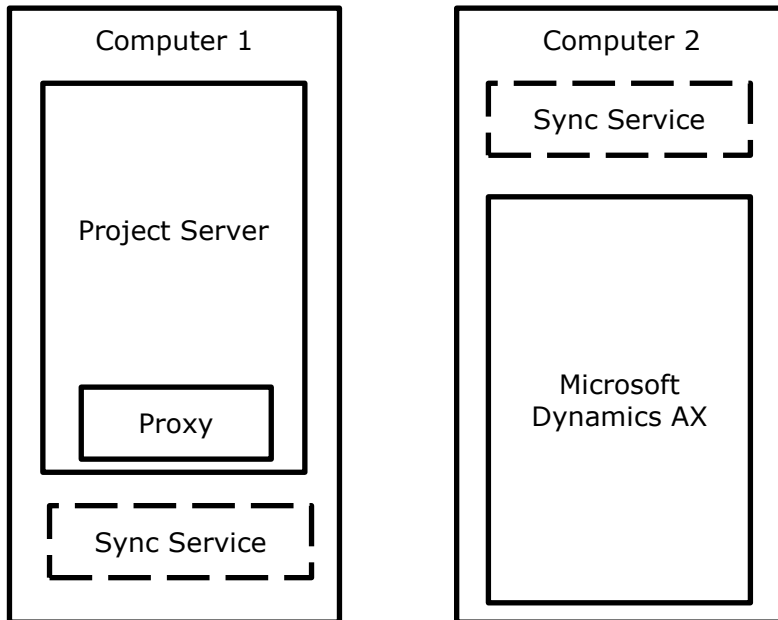 Computer 1
Project Server
Proxy
Sync Service
Computer 2
Sync Service
Microsoft
Dynamics AX